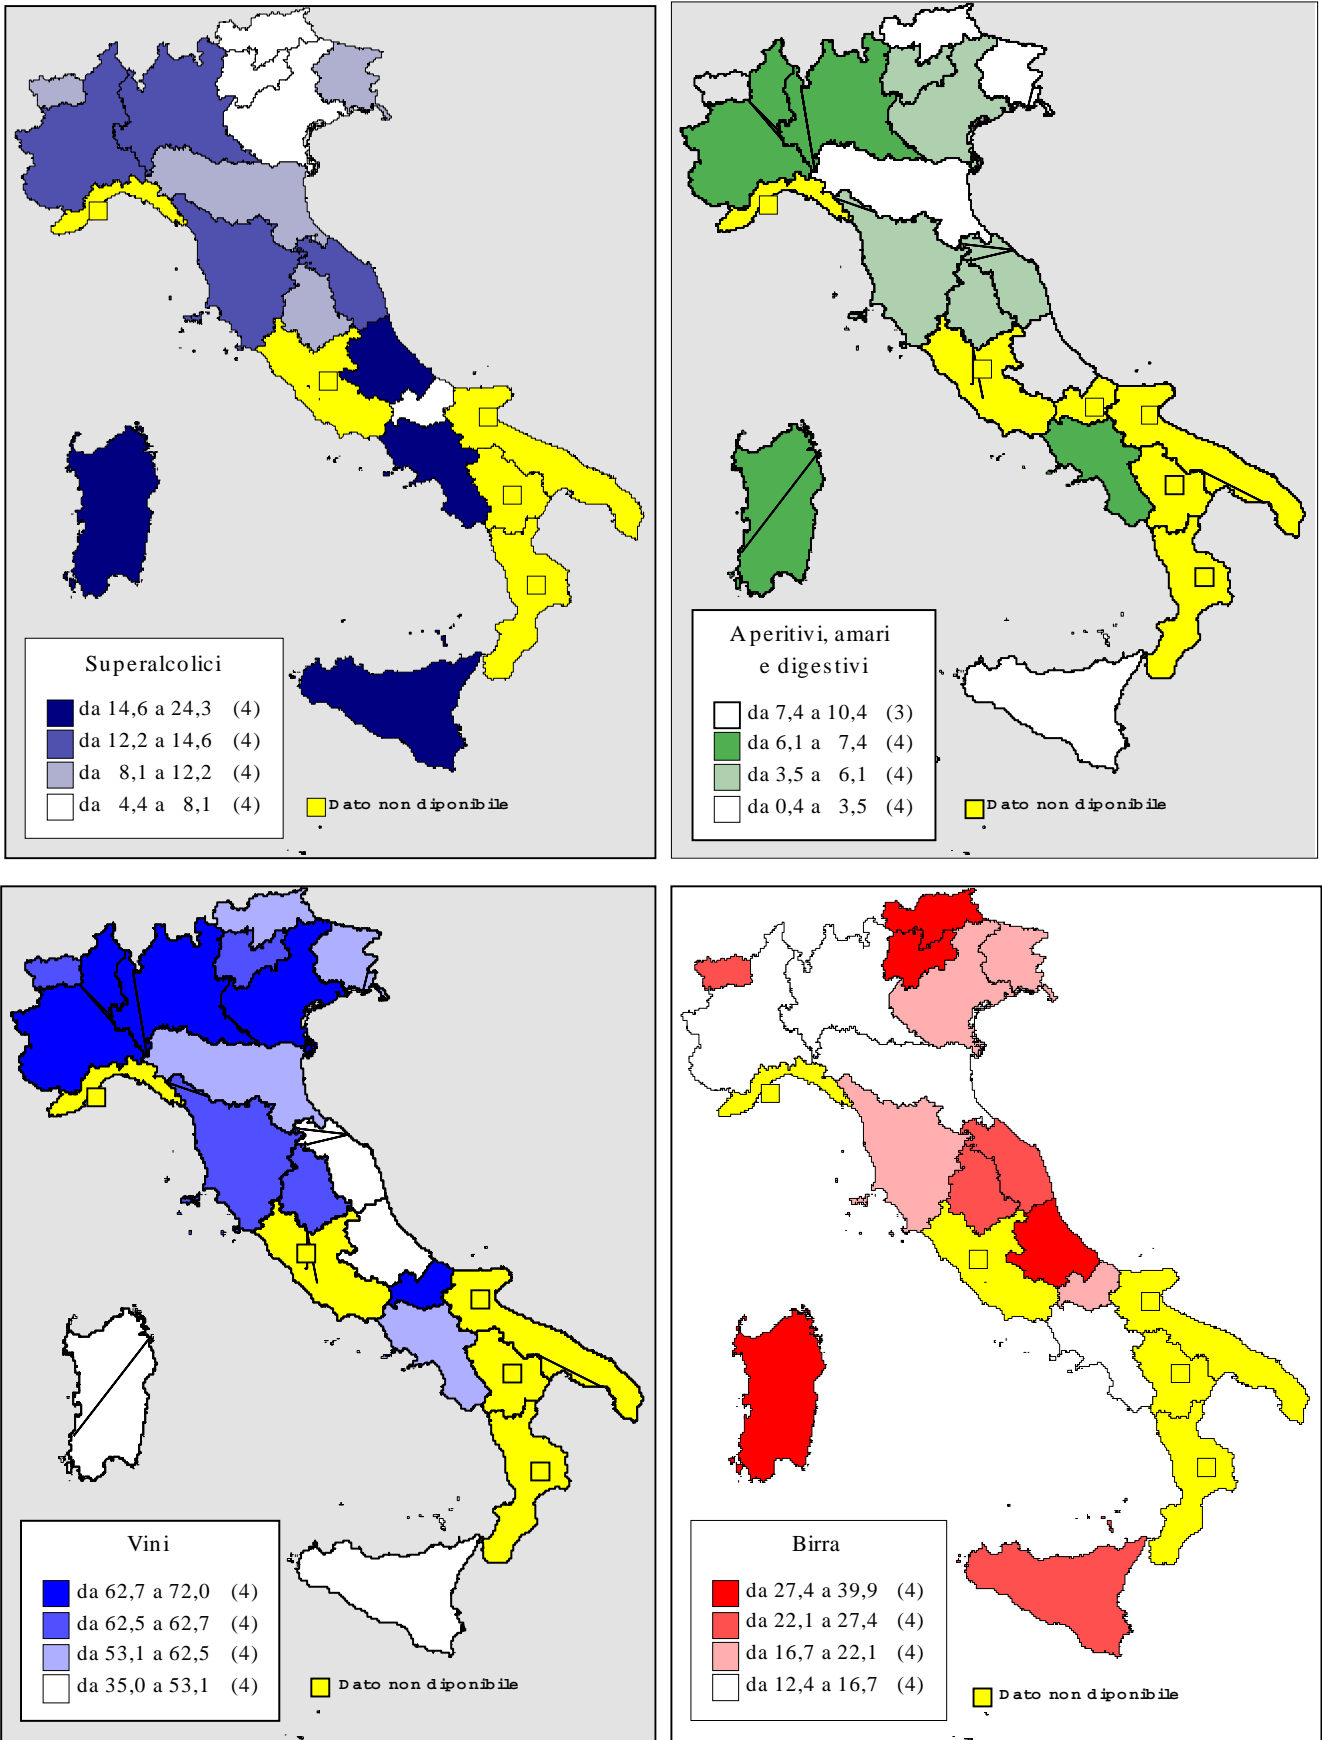 Superalcolici
da 14,6 a 24,3 (4)
da 12,2 a 14,6 (4)
da 8,1 a 12,2 (4)
da 4,4 a 8,1 (4)
Dato non diponibile
Aperitivi, amari
e digestivi
da 7,4 a 10,4 (3)
da 6,1 a 7,4 (4)
da 3,5 a 6,1 (4)
da 0,4 a 3,5 (4)
Dato non diponibile
Vini
da 62,7 a 72,0 (4)
da 62,5 a 62,7 (4)
da 53,1 a 62,5 (4)
da 35,0 a 53,1 (4)
Dato non diponibile
Birra
da 27,4 a 39,9 (4)
da 22,1 a 27,4 (4)
da 16,7 a 22,1 (4)
da 12,4 a 16,7 (4)
Dato non diponibile